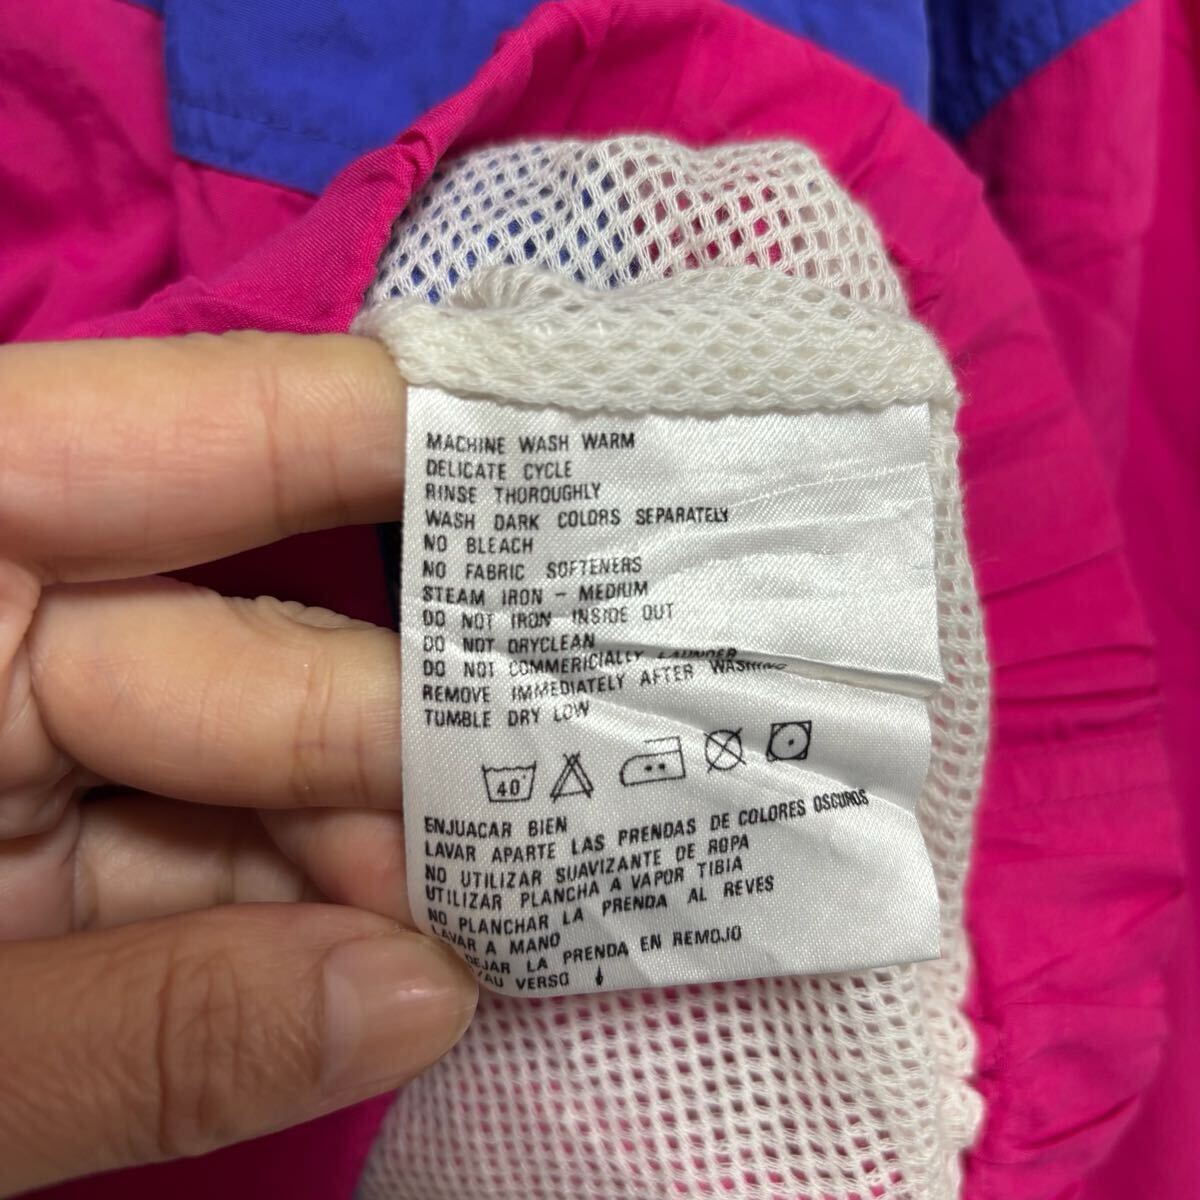 MACHINE WASH WARM
DELICATE CYCLE
RINSE THOROUGHLY
WASH DARK COLORS SEPARATELY
NO BLEACH
NO FABRIC SOFTENERS
STEAM IRON - MEDIUM
DO NOT IRON INSIDE OUT
DO NOT DRYCLEAN
DO NOT COMMERICIALLY LAUNDER
REMOVE IMMEDIATELY AFTER WASHING
TUMBLE DRY LOW
40
ENJUACAR BIEN
LAVAR APARTE LAS PRENDAS DE COLORES OSCUROS
NO UTILIZAR SUAVIZANTE DE ROPA
UTILIZAR PLANCHA A VAPOR TIBIA
NO PLANCHAR LA PRENDA AL REVES
LAVAR A MANO
DEJAR LA PRENDA EN REMOJO
/AU VERSO